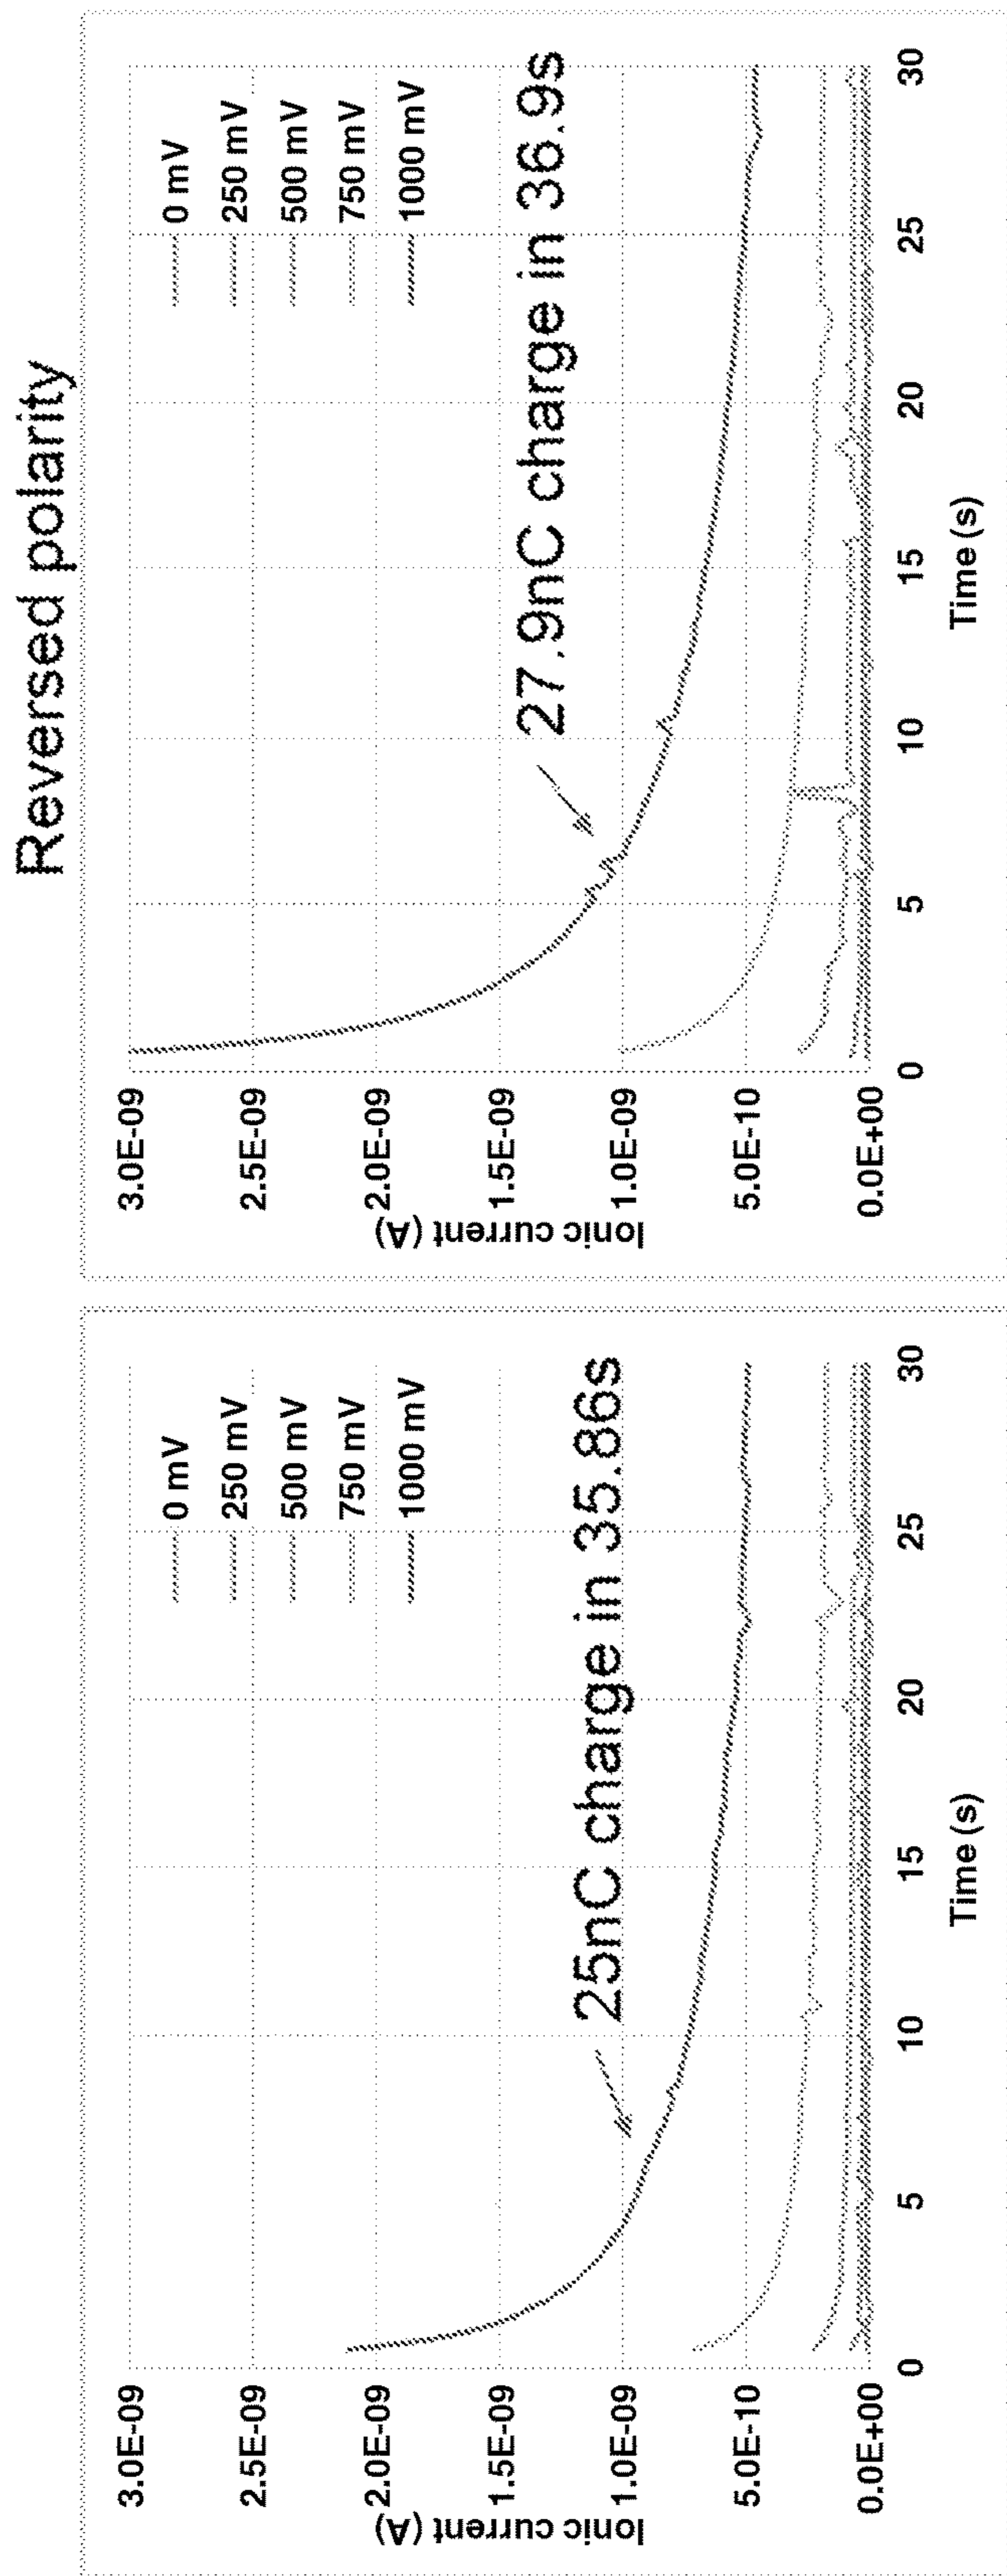 Reversed polarity
Ionic current (A)
3.0E-09
2.5E-09
2.0E-09
1.5E-09
1.0E-09
5.0E-10
0.0E+00
0 mV
250 mV
500 mV
750 mV
1000 mV
25nC charge in 35.86s
0 5 10 15 20 25 30
Time (s)
Ionic current (A)
3.0E-09
2.5E-09
2.0E-09
1.5E-09
1.0E-09
5.0E-10
0.0E+00
0 mV
250 mV
500 mV
750 mV
1000 mV
27.9nC charge in 36.9s
0 5 10 15 20 25 30
Time (s)